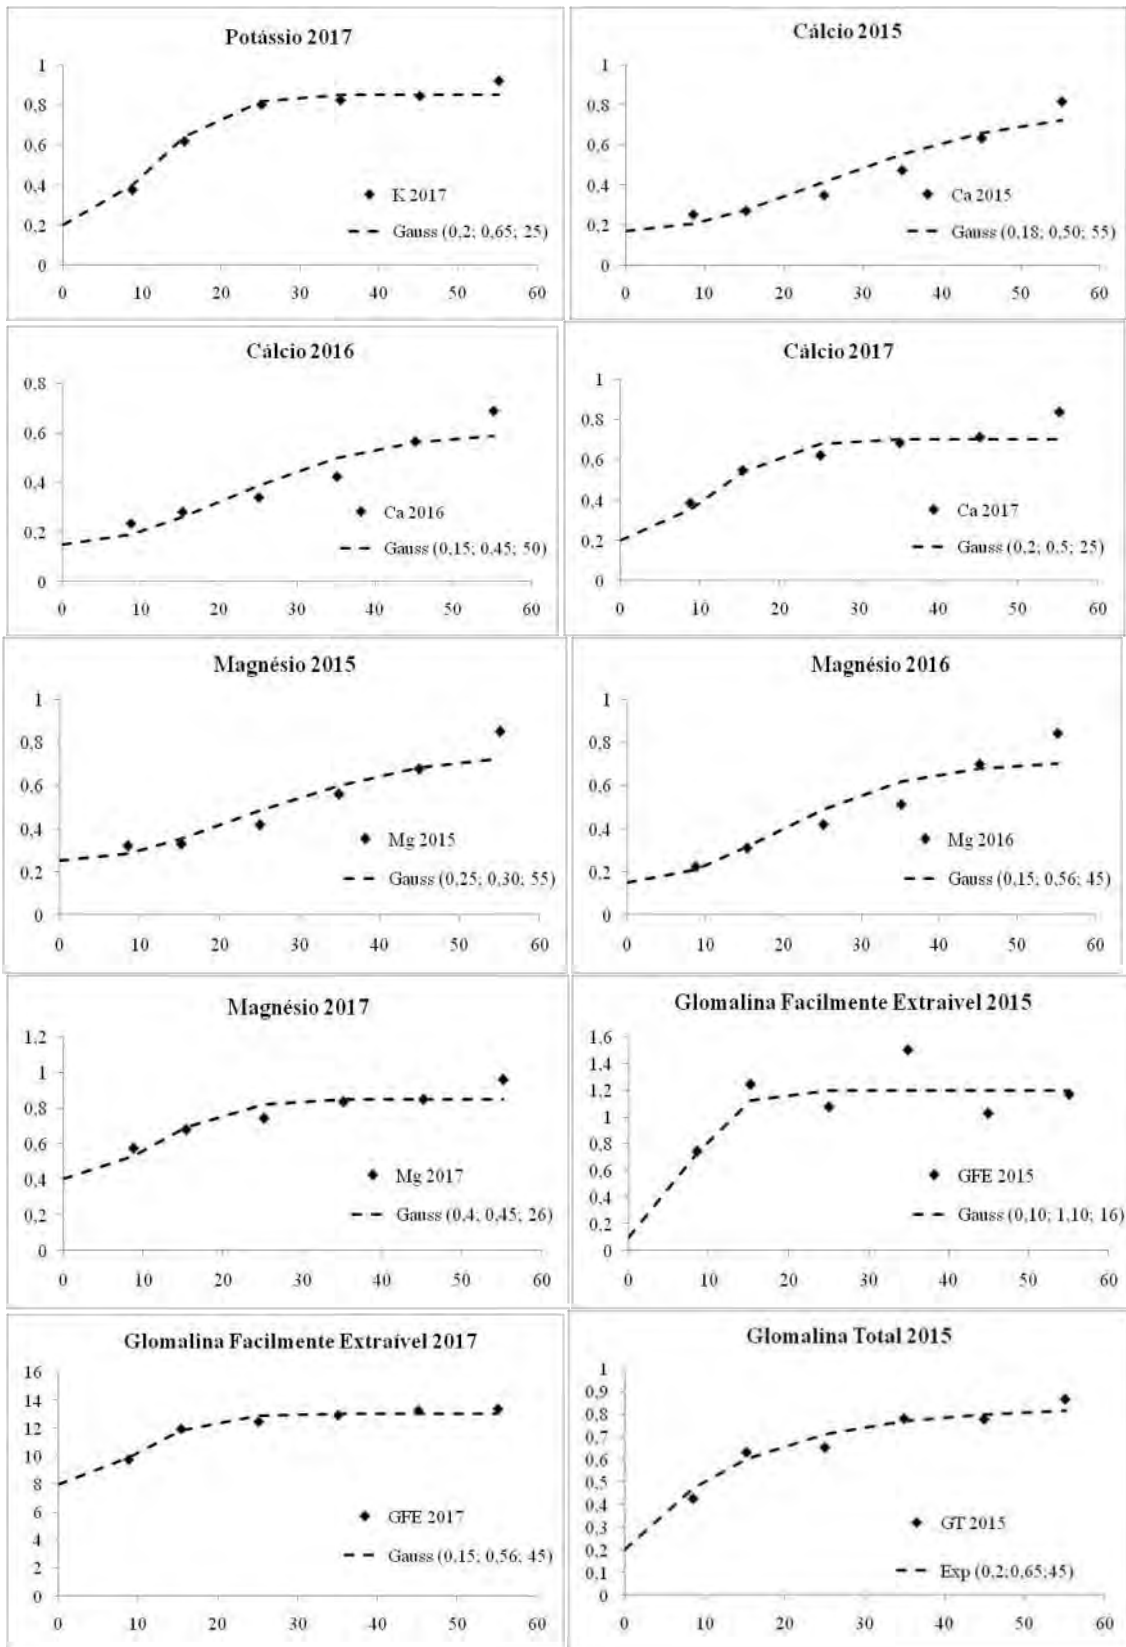 Potássio 2017
1
0.8
0.6
0.4
0.2
0
0 10 20 30 40 50 60
K 2017
Gauss (0,2; 0,65; 25)
Cálcio 2015
1
0.8
0.6
0.4
0.2
0
0 10 20 30 40 50 60
Ca 2015
Gauss (0,18; 0,50; 55)
Cálcio 2016
0.8
0.6
0.4
0.2
0
0 10 20 30 40 50 60
Ca 2016
Gauss (0,15; 0,45; 50)
Cálcio 2017
1
0.8
0.6
0.4
0.2
0
0 10 20 30 40 50 60
Ca 2017
Gauss (0,2; 0,5; 25)
Magnésio 2015
1
0.8
0.6
0.4
0.2
0
0 10 20 30 40 50 60
Mg 2015
Gauss (0,25; 0,30; 55)
Magnésio 2016
1
0.8
0.6
0.4
0.2
0
0 10 20 30 40 50 60
Mg 2016
Gauss (0,15; 0,56; 45)
Magnésio 2017
1.2
1
0.8
0.6
0.4
0.2
0
0 10 20 30 40 50 60
Mg 2017
Gauss (0,4; 0,45; 26)
Glomalina Facilmente Extraivel 2015
1.6
1.4
1.2
1
0.8
0.6
0.4
0.2
0
0 10 20 30 40 50 60
GFE 2015
Gauss (0,10; 1,10; 16)
Glomalina Facilmente Extraível 2017
16
14
12
10
8
6
4
2
0
0 10 20 30 40 50 60
GFE 2017
Gauss (0,15; 0,56; 45)
Glomalina Total 2015
1
0.9
0.8
0.7
0.6
0.5
0.4
0.3
0.2
0.1
0
0 10 20 30 40 50 60
GT 2015
Exp (0,2;0,65;45)